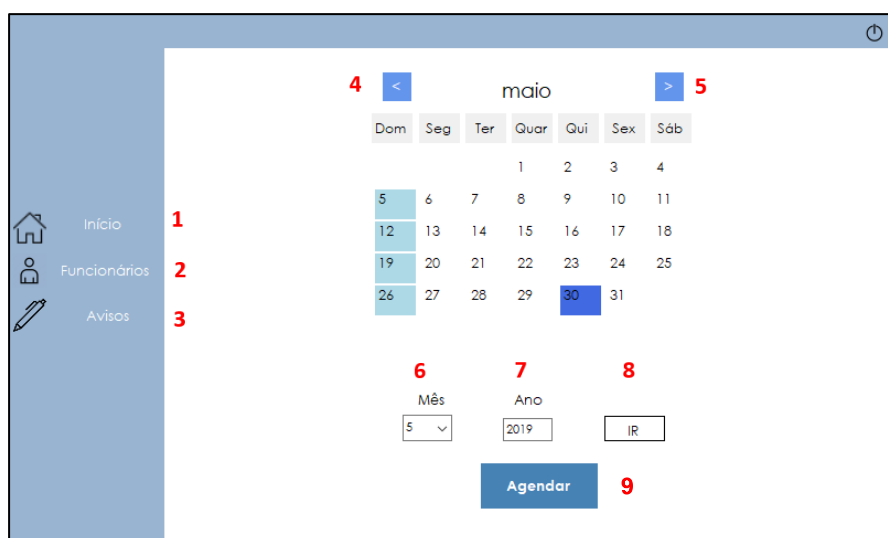 4 < maio > 5
Dom Seg Ter Quar Qui Sex Sáb
1 2 3 4
5 6 7 8 9 10 11
12 13 14 15 16 17 18
19 20 21 22 23 24 25
26 27 28 29 30 31
Início 1
Funcionários 2
Avisos 3
6 7 8
Mês Ano
5 2019 IR
Agendar 9